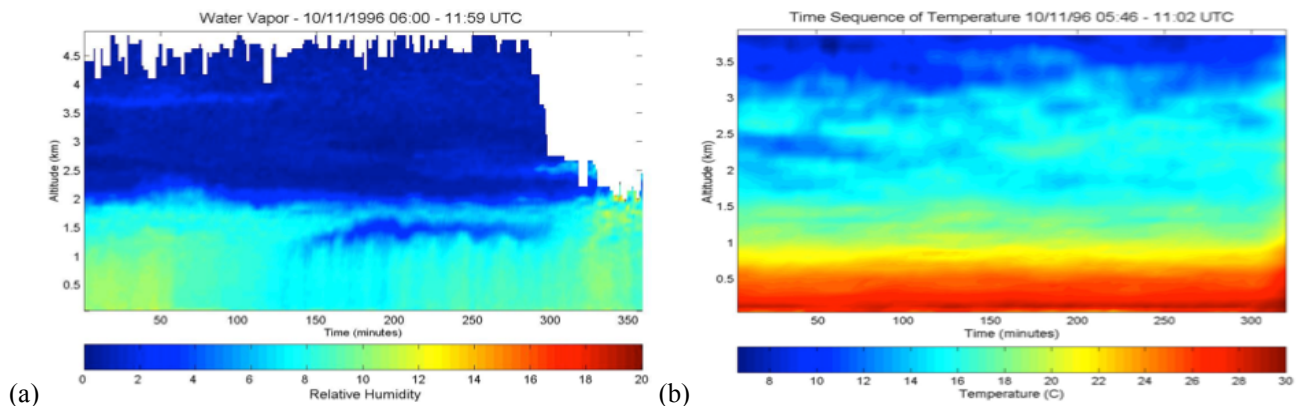 Water Vapor - 10/11/1996 06:00 - 11:59 UTC
4.5
4
3.5
3
2.5
2
1.5
1
0.5
Altitude (km)
50 100 150 200 250 300 350
Time (minutes)
0 2 4 6 8 10 12 14 16 18 20
Relative Humidity
(a)
Time Sequence of Temperature 10/11/96 05:46 - 11:02 UTC
3.5
3
2.5
2
1.5
1
0.5
Altitude (km)
50 100 150 200 250 300
Time (minutes)
8 10 12 14 16 18 20 22 24 26 28 30
Temperature (C)
(b)